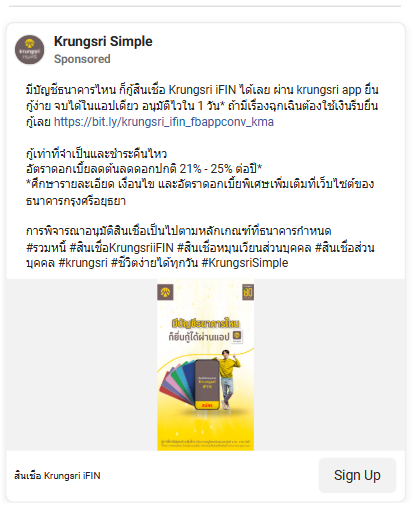 Krungsri Simple
Sponsored
มีบัญชีธนาคารไหน ก็กู้สินเชื่อ Krungsri iFIN ได้เลย ผ่าน krungsri app ยื่น
กู้ง่าย จบได้ในแอปเดียว อนุมัติไวใน 1 วัน* ถ้ามีเรื่องฉุกเฉินต้องใช้เงินรีบยื่น
กู้เลย https://bit.ly/krungsri_ifin_fbappconv_kma
กู้เท่าที่จำเป็นและชำระคืนไหว
อัตราดอกเบี้ยลดต้นลดดอกปกติ 21% - 25% ต่อปี*
*ศึกษารายละเอียด เงื่อนไข และอัตราดอกเบี้ยพิเศษเพิ่มเติมที่เว็บไซต์ของ
ธนาคารกรุงศรีอยุธยา
การพิจารณาอนุมัติสินเชื่อเป็นไปตามหลักเกณฑ์ที่ธนาคารกำหนด
#รวมหนี้ #สินเชื่อKrungsriiFIN #สินเชื่อหมุนเวียนส่วนบุคคล #สินเชื่อส่วน
บุคคล #krungsri #ชีวิตง่ายได้ทุกวัน #KrungsriSimple
มีบัญชีธนาคารไหน
ก็ยื่นกู้ได้ผ่านแอป
สินเชื่อ Krungsri iFIN
Sign Up